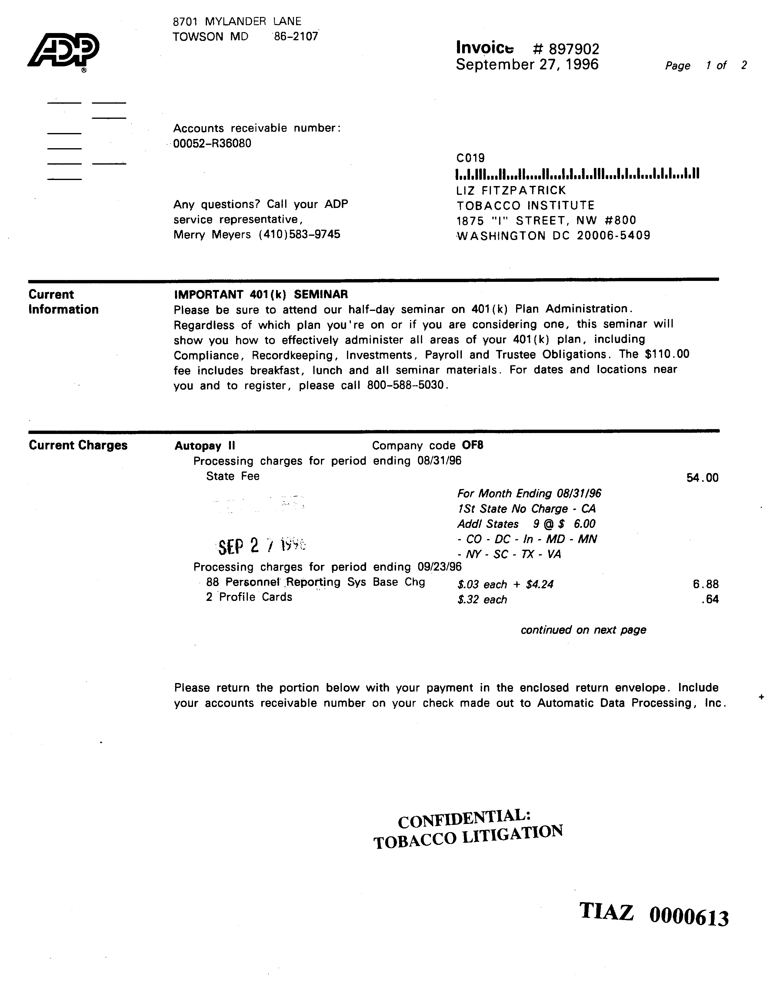 ADP
®
8701 MYLANDER LANE
TOWSON MD 86-2107
Invoice # 897902
September 27, 1996
Page 1 of 2
Accounts receivable number:
00052-R36080
Any questions? Call your ADP
service representative,
Merry Meyers (410)583-9745
C019
LIZ FITZPATRICK
TOBACCO INSTITUTE
1875 "I" STREET, NW #800
WASHINGTON DC 20006-5409
Current
Information
IMPORTANT 401(k) SEMINAR
Please be sure to attend our half-day seminar on 401(k) Plan Administration.
Regardless of which plan you're on or if you are considering one, this seminar will
show you how to effectively administer all areas of your 401(k) plan, including
Compliance, Recordkeeping, Investments, Payroll and Trustee Obligations. The $110.00
fee includes breakfast, lunch and all seminar materials. For dates and locations near
you and to register, please call 800-588-5030.
Current Charges
Autopay II Company code OF8
Processing charges for period ending 08/31/96
State Fee 54.00
For Month Ending 08/31/96
1St State No Charge - CA
Addl States 9 @ $ 6.00
- CO - DC - In - MD - MN
- NY - SC - TX - VA
SEP 27 1996
Processing charges for period ending 09/23/96
88 Personnel Reporting Sys Base Chg $.03 each + $4.24 6.88
2 Profile Cards $.32 each .64
continued on next page
Please return the portion below with your payment in the enclosed return envelope. Include
your accounts receivable number on your check made out to Automatic Data Processing, Inc.
+
CONFIDENTIAL:
TOBACCO LITIGATION
TIAZ 0000613